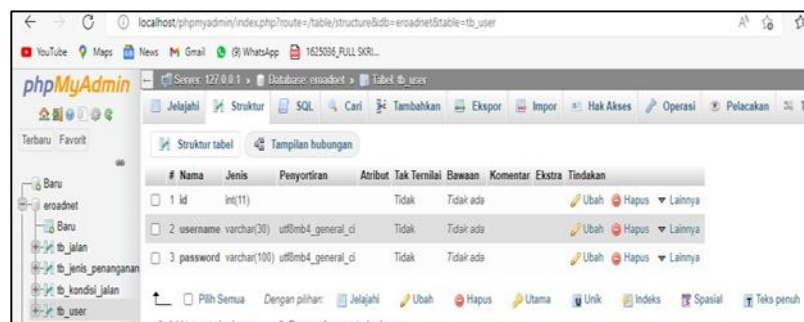 localhost/phpmyadmin/index.php?route=/table/structure&db=eroadnet&table=tb_user
YouTube Maps News Gmail (9) WhatsApp 1625036_FULL SKRI...
phpMyAdmin
Server: 127.0.0.1 » Database: eroadnet » Tabel: tb_user
Jelajahi Struktur SQL Cari Tambahkan Ekspor Impor Hak Akses Operasi Pelacakan
Terbaru Favorit
Struktur tabel Tampilan hubungan
# Nama Jenis Penyortiran Atribut Tak Ternilai Bawaan Komentar Ekstra Tindakan
1 id int(11) Tidak Tidak ada Ubah Hapus Lainnya
2 username varchar(30) utf8mb4_general_ci Tidak Tidak ada Ubah Hapus Lainnya
3 password varchar(100) utf8mb4_general_ci Tidak Tidak ada Ubah Hapus Lainnya
Pilih Semua Dengan pilihan: Jelajahi Ubah Hapus Utama Unik Indeks Spasial Teks penuh
Baru
eroadnet
Baru
tb_jalan
tb_jenis_penanganan
tb_kondisi_jalan
tb_user